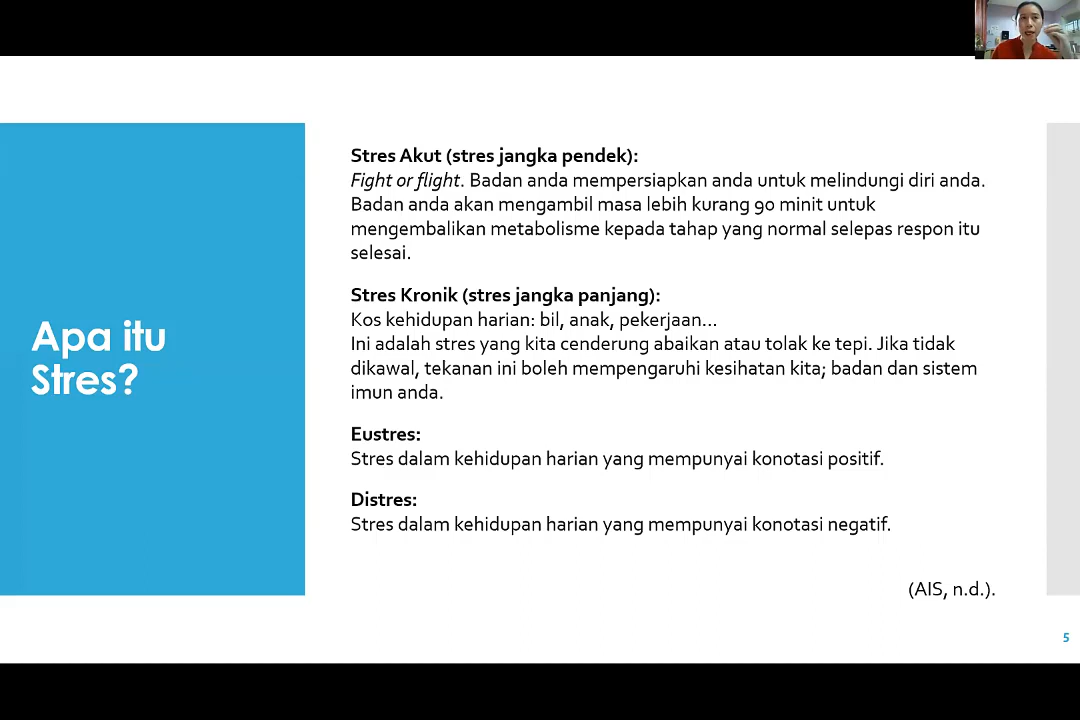 Apa itu
Stres?
Stres Akut (stres jangka pendek):
Fight or flight. Badan anda mempersiapkan anda untuk melindungi diri anda.
Badan anda akan mengambil masa lebih kurang 90 minit untuk
mengembalikan metabolisme kepada tahap yang normal selepas respon itu
selesai.
Stres Kronik (stres jangka panjang):
Kos kehidupan harian: bil, anak, pekerjaan...
Ini adalah stres yang kita cenderung abaikan atau tolak ke tepi. Jika tidak
dikawal, tekanan ini boleh mempengaruhi kesihatan kita; badan dan sistem
imun anda.
Eustres:
Stres dalam kehidupan harian yang mempunyai konotasi positif.
Distres:
Stres dalam kehidupan harian yang mempunyai konotasi negatif.
(AIS, n.d.).
5